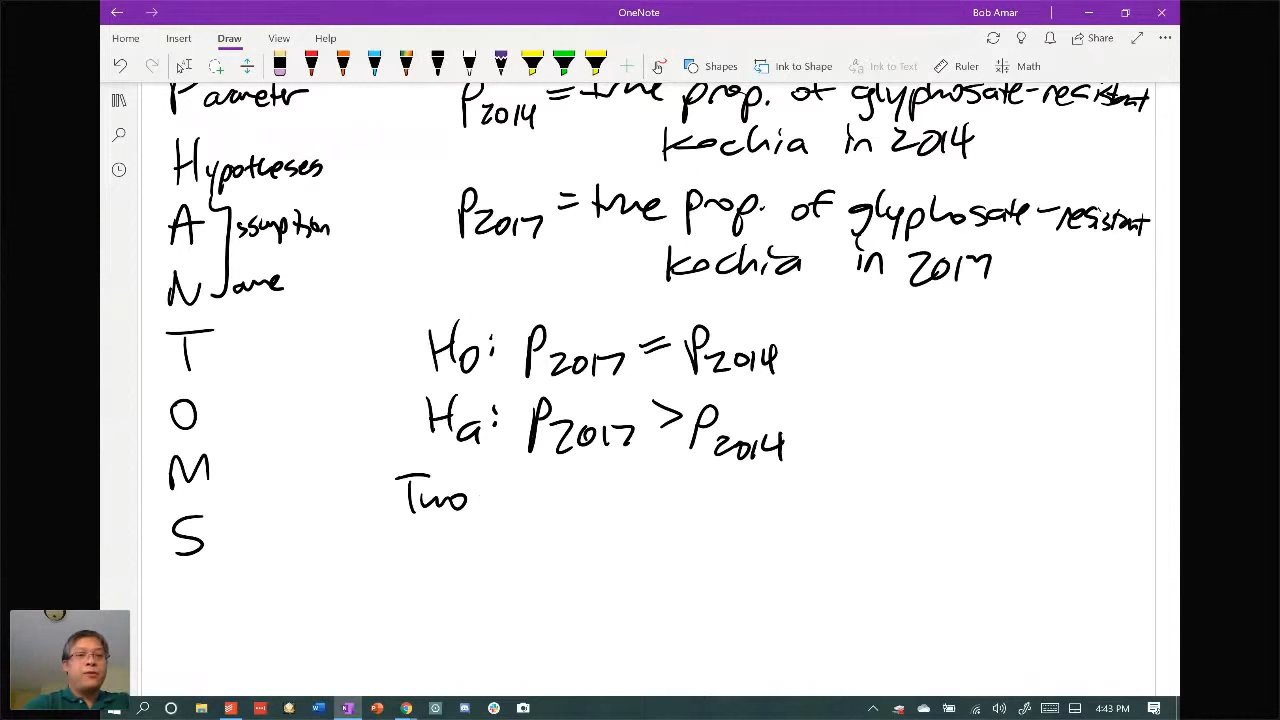 OneNote
Bob Amar
Home Insert Draw View Help
Share
Shapes
Ink to Shape
Ink to Text
Ruler
Math
Parameter
Hypotheses
Assumption
Name
T
O
M
S
P2014 = true prop. of glyphosate-resistant
kochia in 2014
P2017 = true prop. of glyphosate-resistant
kochia in 2017
H0: P2017 = P2014
Ha: P2017 > P2014
Two
4:43 PM